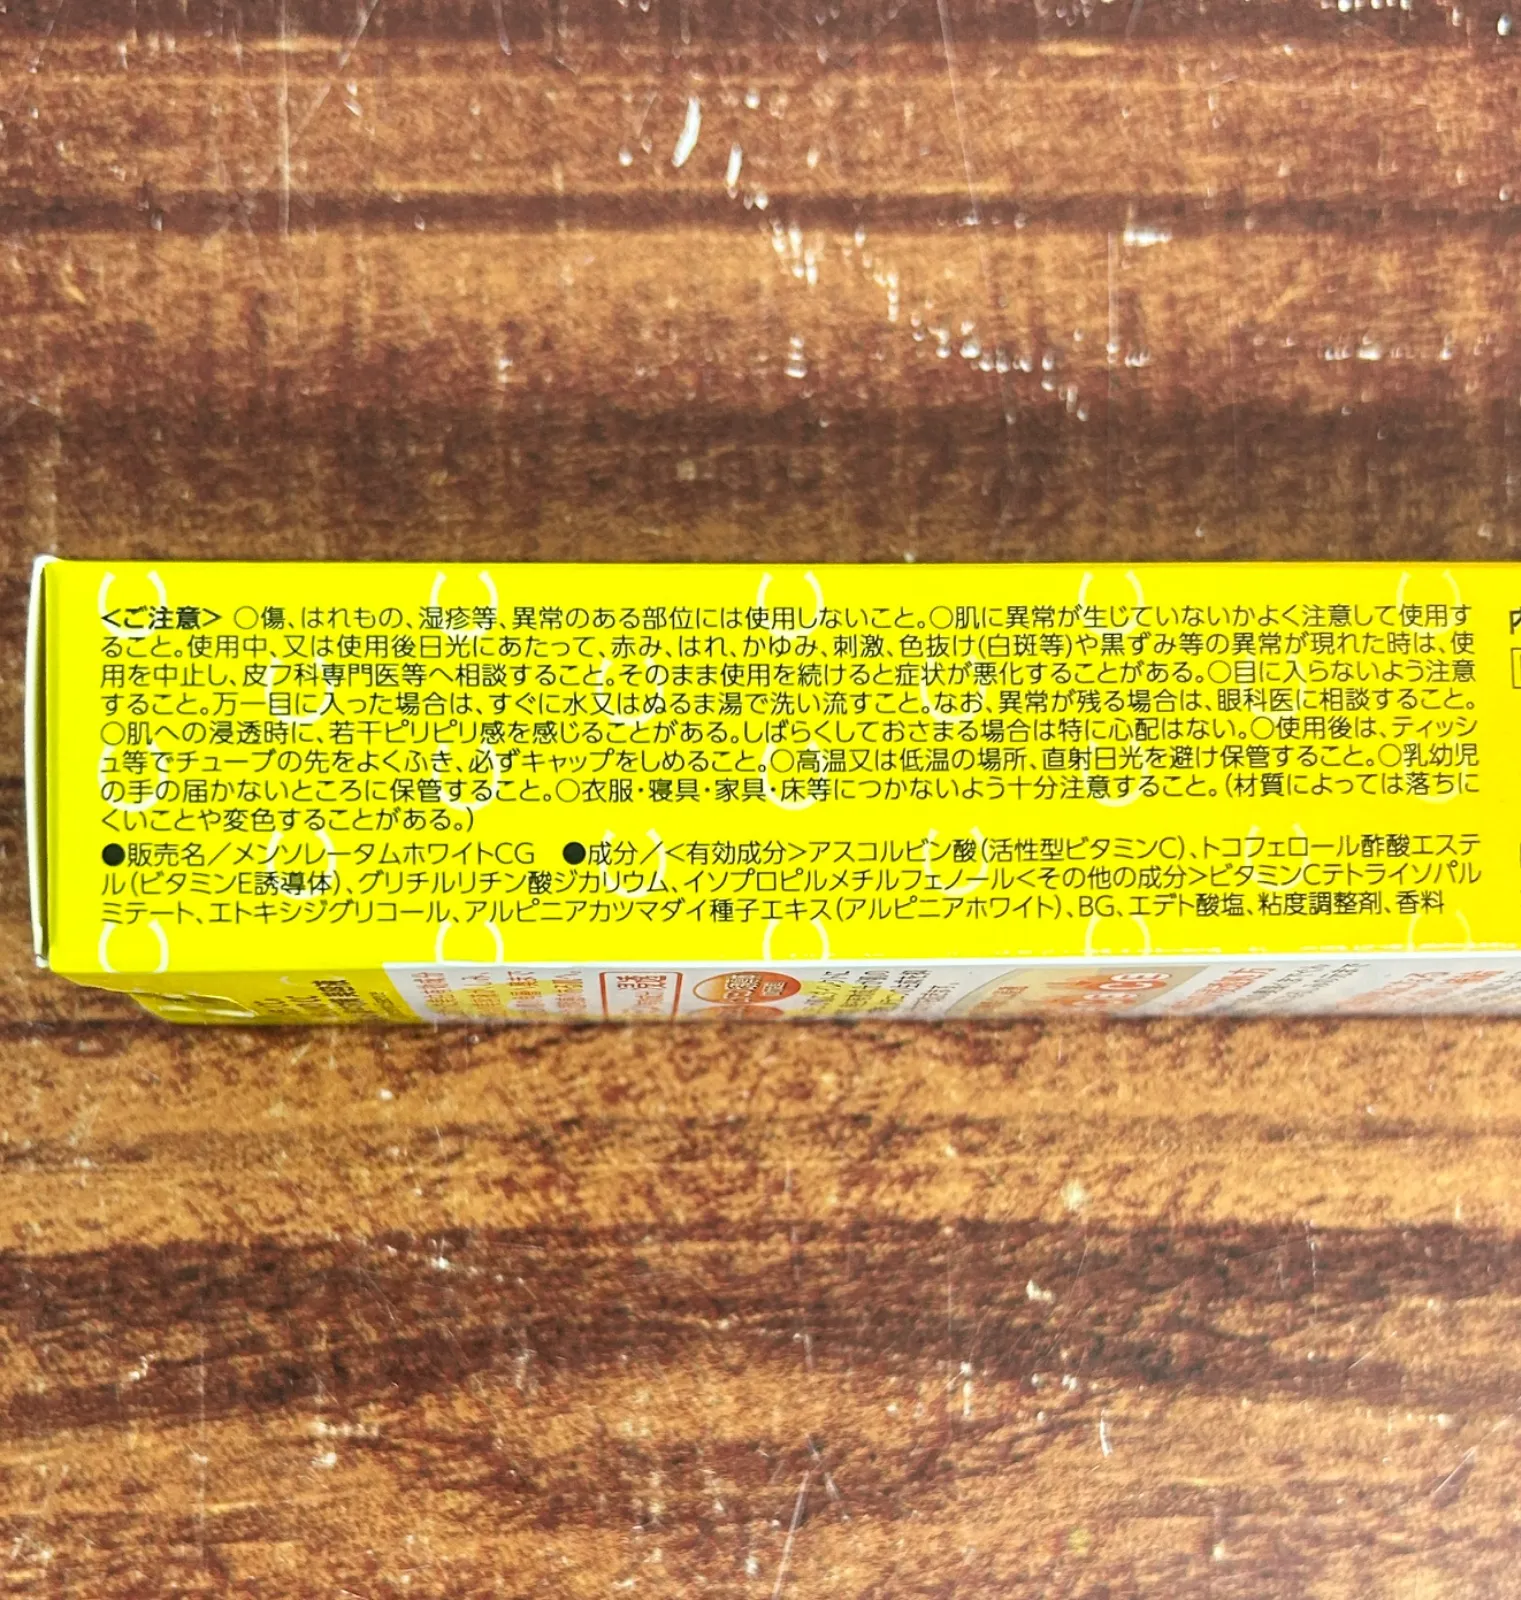 <ご注意> ○傷、はれもの、湿疹等、異常のある部位には使用しないこと。○肌に異常が生じていないかよく注意して使用す
ること。使用中、又は使用後日光にあたって、赤み、はれ、かゆみ、刺激、色抜け(白斑等)や黒ずみ等の異常が現れた時は、使
用を中止し、皮フ科専門医等へ相談すること。そのまま使用を続けると症状が悪化することがある。○目に入らないよう注意
すること。万一目に入った場合は、すぐに水又はぬるま湯で洗い流すこと。なお、異常が残る場合は、眼科医に相談すること。
○肌への浸透時に、若干ピリピリ感を感じることがある。しばらくしておさまる場合は特に心配はない。○使用後は、ティッシ
ュ等でチューブの先をよくふき、必ずキャップをしめること。○高温又は低温の場所、直射日光を避け保管すること。○乳幼児
の手の届かないところに保管すること。○衣服・寝具・家具・床等につかないよう十分注意すること。(材質によっては落ちに
くいことや変色することがある。)
●販売名/メンソレータムホワイトCG ●成分/<有効成分>アスコルビン酸(活性型ビタミンC)、トコフェロール酢酸エステ
ル(ビタミンE誘導体)、グリチルリチン酸ジカリウム、イソプロピルメチルフェノール<その他の成分>ビタミンCテトライソパル
ミテート、エトキシジグリコール、アルピニアカツマダイ種子エキス(アルピニアホワイト)、BG、エデト酸塩、粘度調整剤、香料